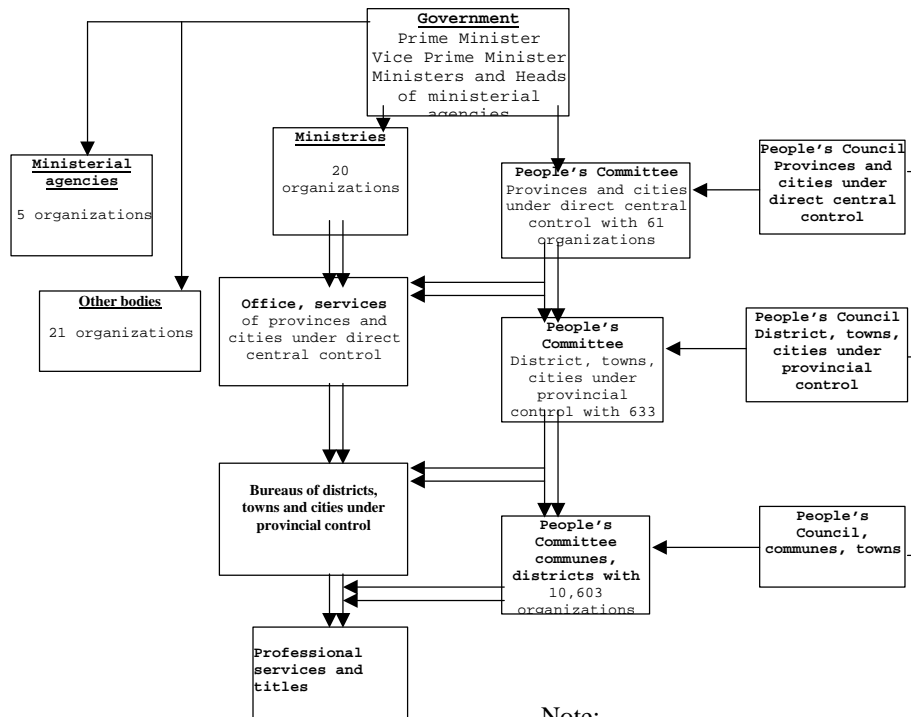 Government
Prime Minister
Vice Prime Minister
Ministers and Heads
of ministerial
agencies
Ministries
20
organizations
Ministerial
agencies
5 organizations
People's Committee
Provinces and cities
under direct central
control with 61
organizations
People's Council
Provinces and
cities under
direct central
control
Other bodies
21 organizations
Office, services
of provinces and
cities under direct
central control
People's
Committee
District, towns,
cities under
provincial
control with 633
People's Council
District, towns,
cities under
provincial
control
Bureaus of districts,
towns and cities under
provincial control
People's
Committee
communes,
districts with
10,603
organizations
People's
Council,
communes, towns
Professional
services and
titles
Note: